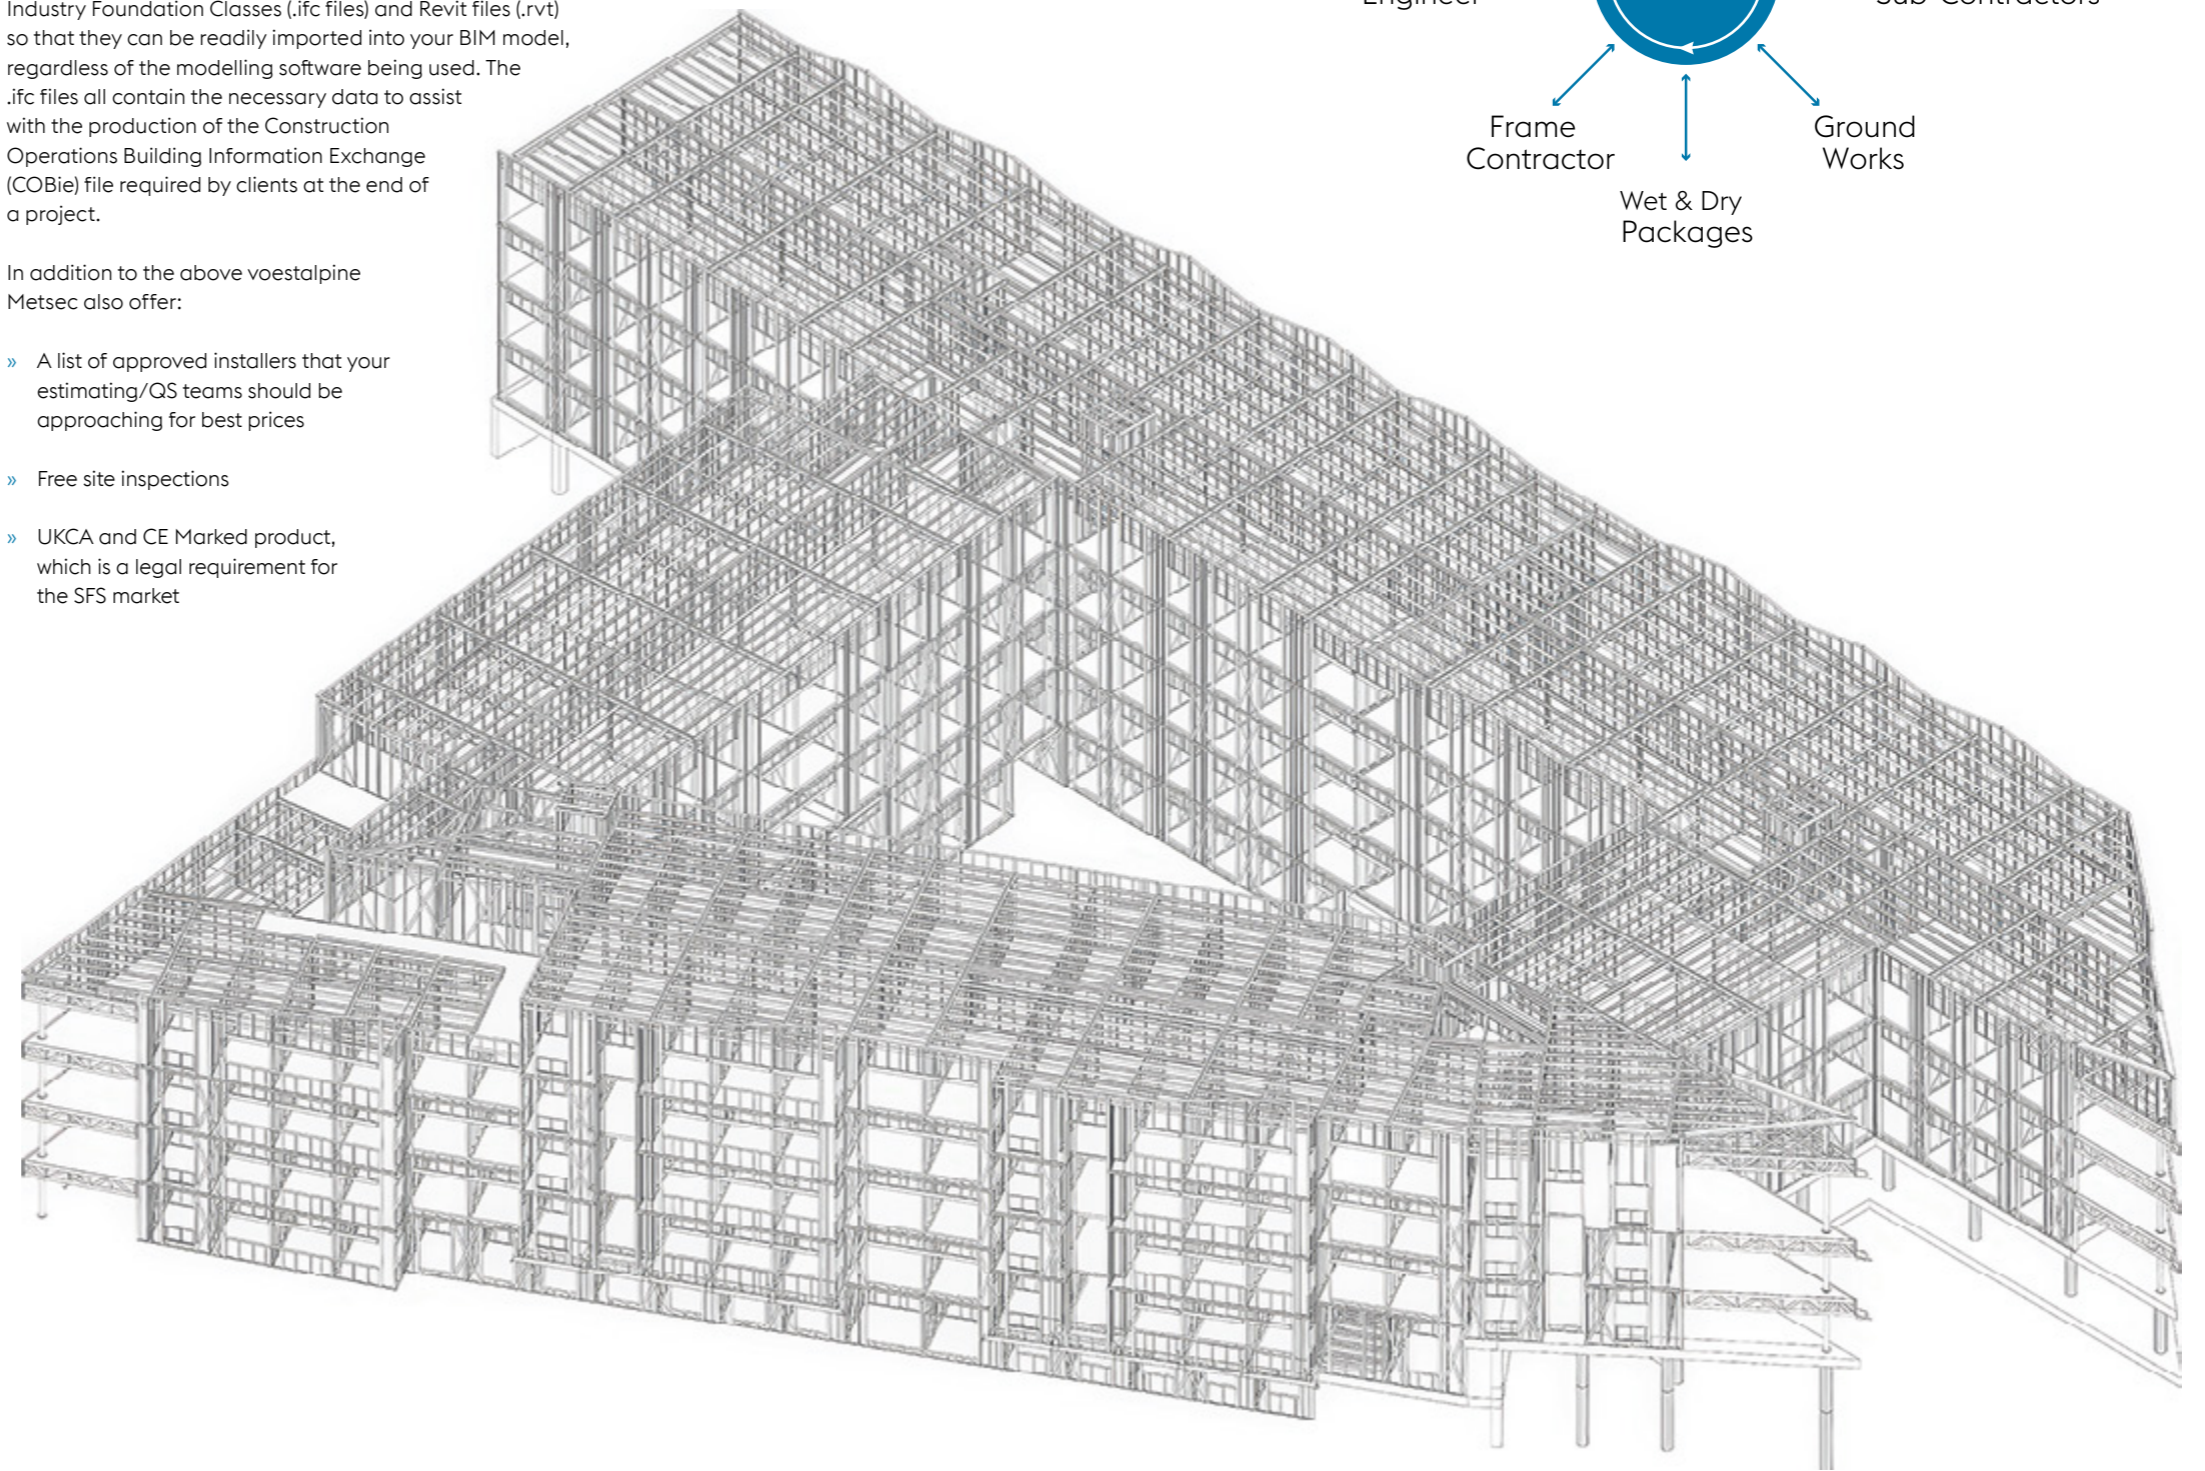 Industry Foundation Classes (.ifc files) and Revit files (.rvt)
so that they can be readily imported into your BIM model,
regardless of the modelling software being used. The
.ifc files all contain the necessary data to assist
with the production of the Construction
Operations Building Information Exchange
(COBie) file required by clients at the end of
a project.
In addition to the above voestalpine
Metsec also offer:
» A list of approved installers that your
estimating/QS teams should be
approaching for best prices
» Free site inspections
» UKCA and CE Marked product,
which is a legal requirement for
the SFS market
Engineer
Sub-Contractors
Frame
Contractor
Wet & Dry
Packages
Ground
Works